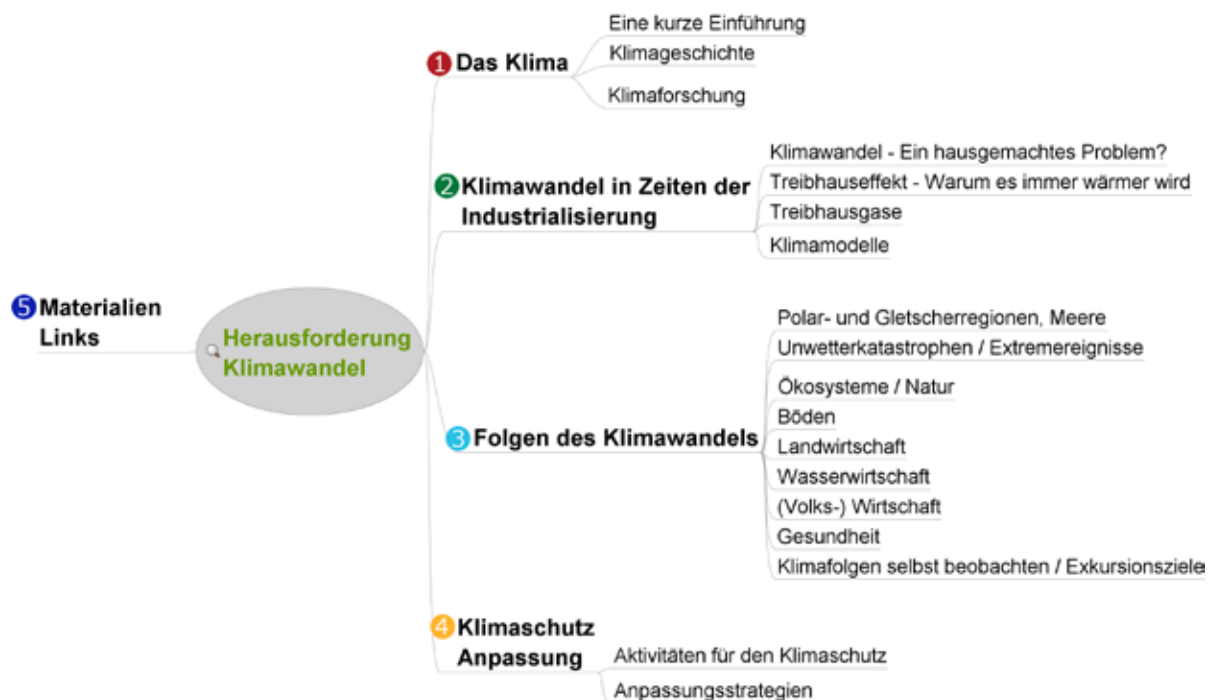 1 Das Klima
Eine kurze Einführung
Klimageschichte
Klimaforschung
2 Klimawandel in Zeiten der
Industrialisierung
Klimawandel - Ein hausgemachtes Problem?
Treibhauseffekt - Warum es immer wärmer wird
Treibhausgase
Klimamodelle
5 Materialien
Links
Herausforderung
Klimawandel
3 Folgen des Klimawandels
Polar- und Gletscherregionen, Meere
Unwetterkatastrophen / Extremereignisse
Ökosysteme / Natur
Böden
Landwirtschaft
Wasserwirtschaft
(Volks-) Wirtschaft
Gesundheit
Klimafolgen selbst beobachten / Exkursionsziele
4 Klimaschutz
Anpassung
Aktivitäten für den Klimaschutz
Anpassungsstrategien